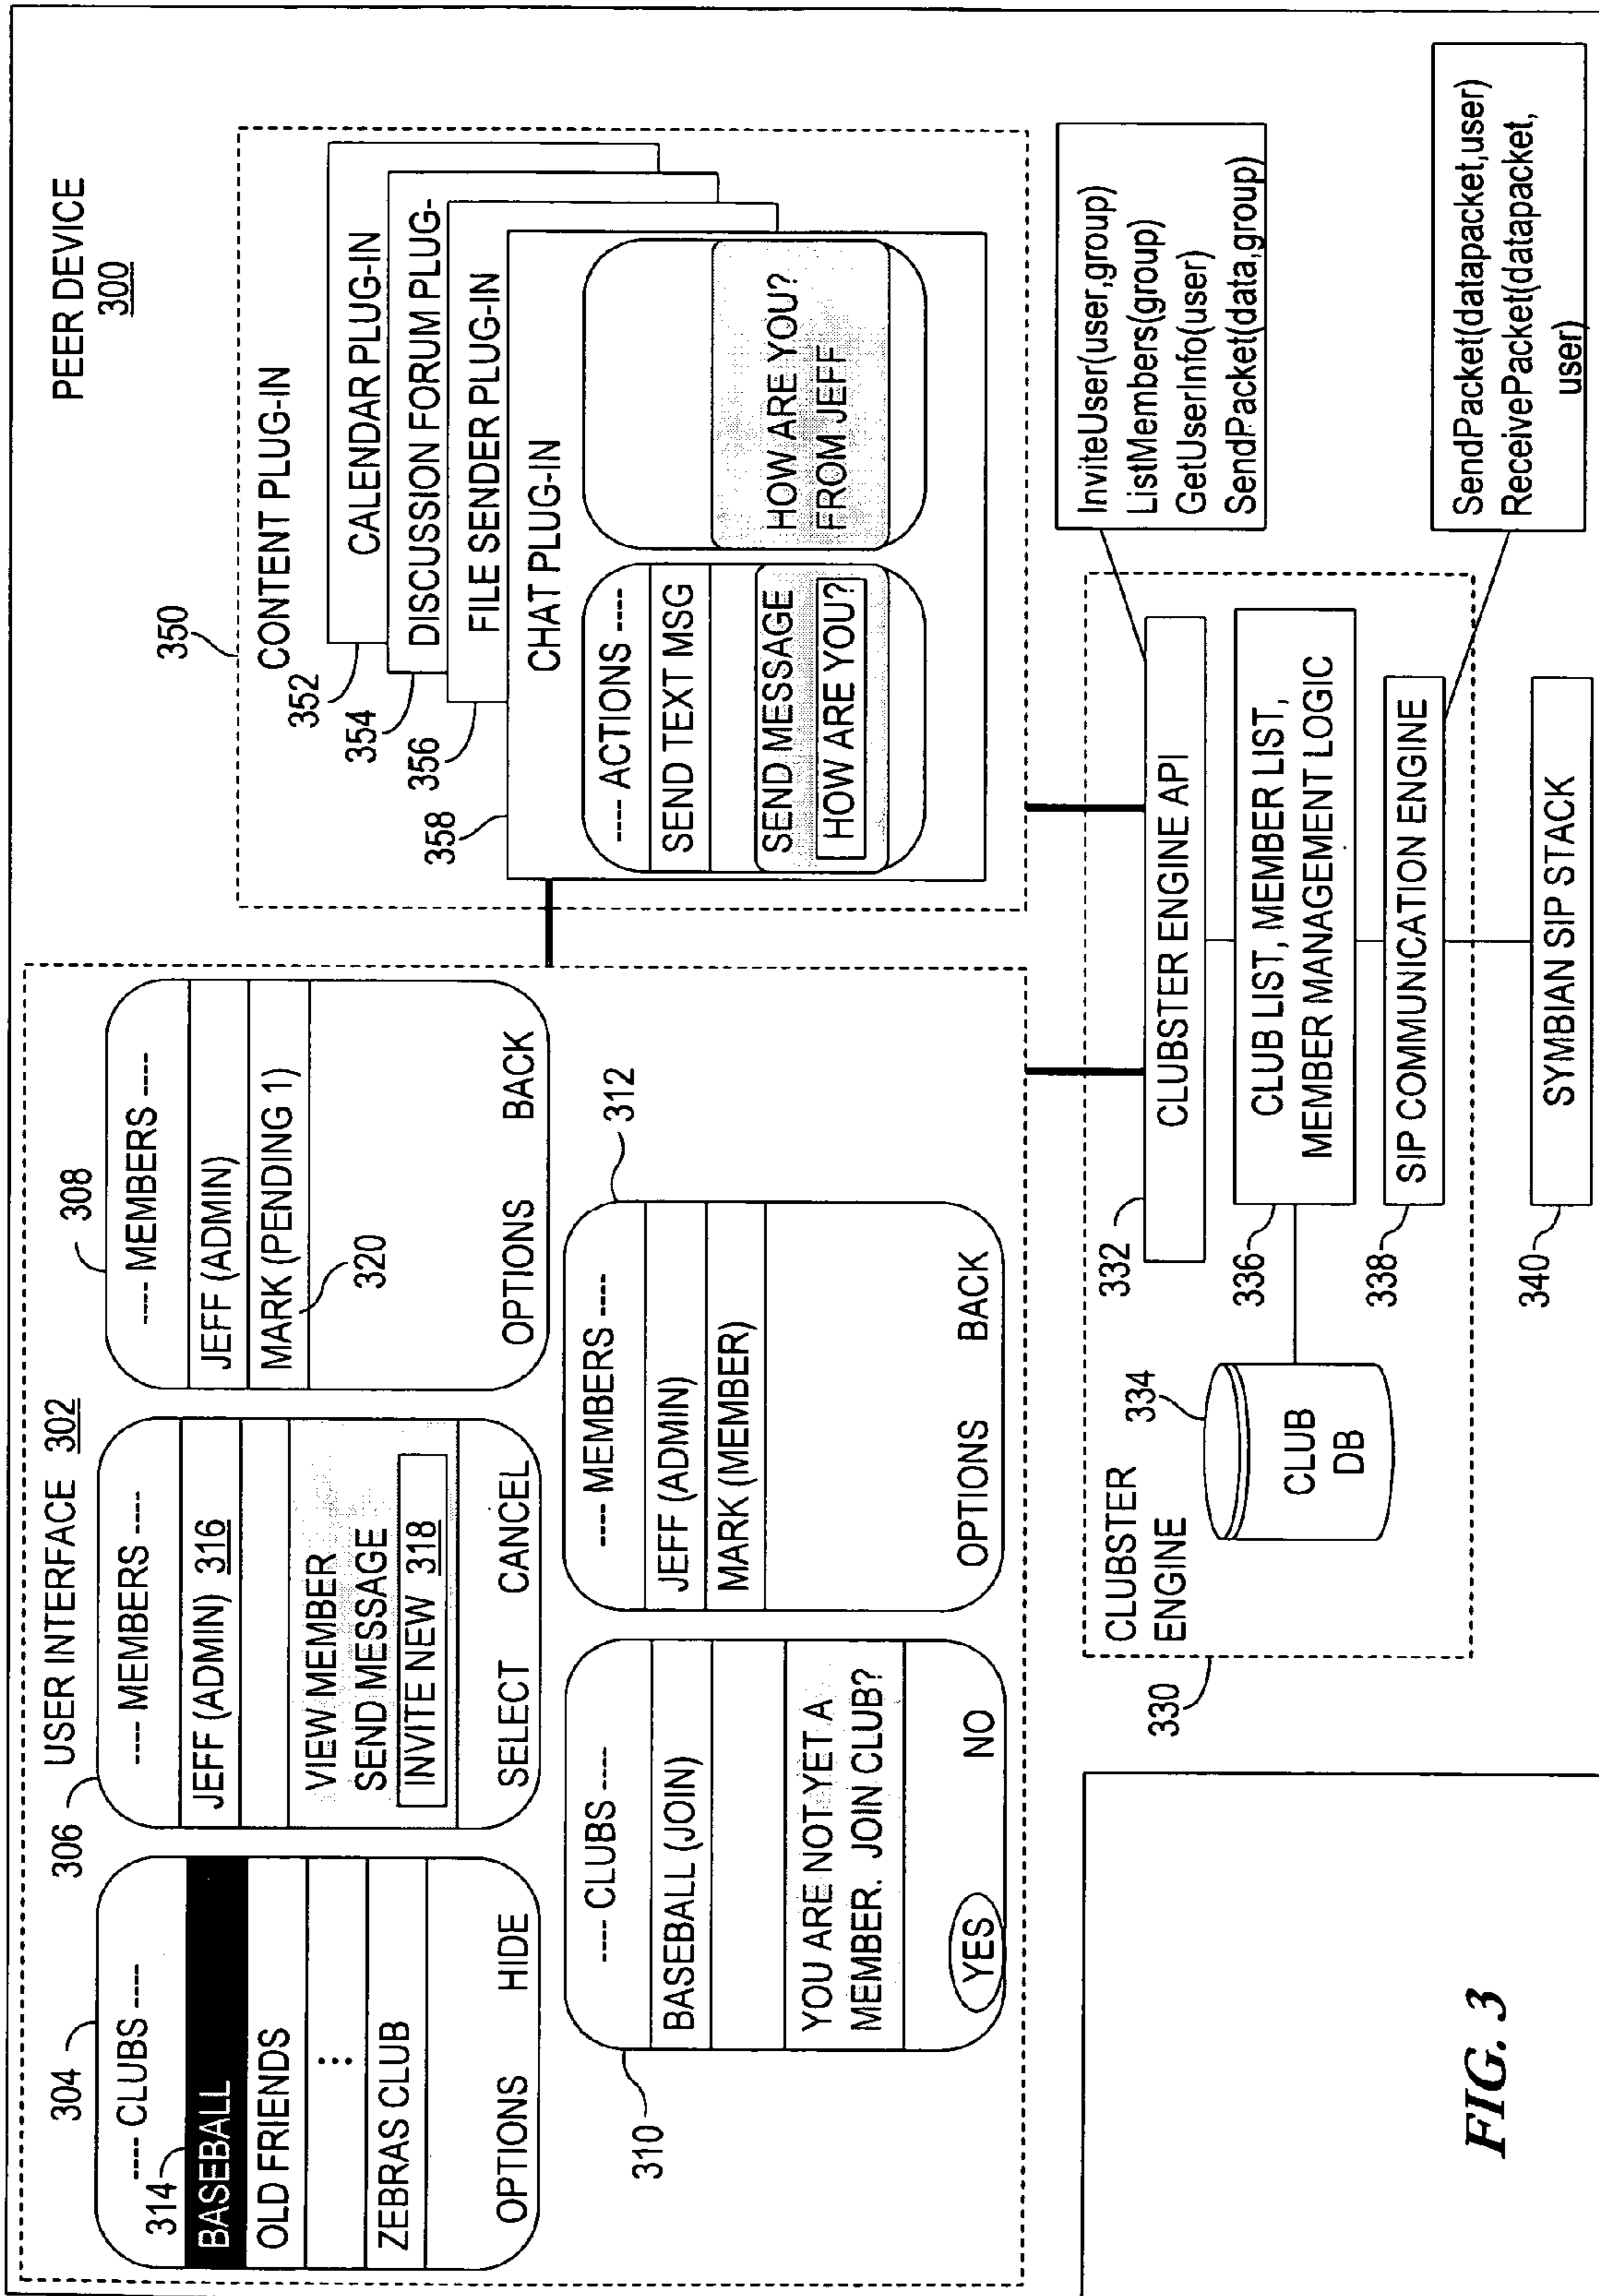 PEER DEVICE
300
USER INTERFACE 302
304
---- CLUBS ----
314
BASEBALL
OLD FRIENDS
⋮
ZEBRAS CLUB
OPTIONS HIDE
306
---- MEMBERS ----
JEFF (ADMIN) 316
VIEW MEMBER
SEND MESSAGE
INVITE NEW 318
SELECT CANCEL
308
---- MEMBERS ----
JEFF (ADMIN)
MARK (PENDING 1)
320
OPTIONS BACK
310
---- CLUBS ----
BASEBALL (JOIN)
YOU ARE NOT YET A
MEMBER. JOIN CLUB?
YES NO
312
---- MEMBERS ----
JEFF (ADMIN)
MARK (MEMBER)
OPTIONS BACK
350
CONTENT PLUG-IN
352
CALENDAR PLUG-IN
354
DISCUSSION FORUM PLUG-
356
FILE SENDER PLUG-IN
358
CHAT PLUG-IN
---- ACTIONS ----
SEND TEXT MSG
SEND MESSAGE
HOW ARE YOU?
HOW ARE YOU?
FROM JEFF
330
CLUBSTER
ENGINE
334
CLUB
DB
332
CLUBSTER ENGINE API
336
CLUB LIST, MEMBER LIST,
MEMBER MANAGEMENT LOGIC
338
SIP COMMUNICATION ENGINE
340
SYMBIAN SIP STACK
InviteUser(user,group)
ListMembers(group)
GetUserInfo(user)
SendPacket(data,group)
SendPacket(datapacket,user)
ReceivePacket(datapacket,
user)
FIG. 3